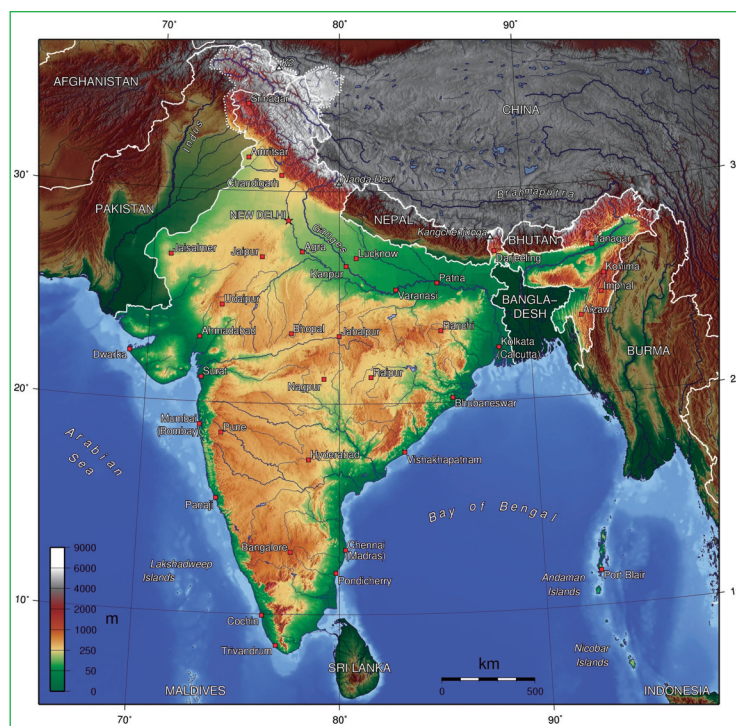 70°
80°
90°
AFGHANISTAN
K2
Srinagar
CHINA
Indus
Amritsar
30°
Chandigarh
Nanda Devi
3
Brahmaputra
PAKISTAN
NEW DELHI
NEPAL
Ganges
Kangchenjunga
BHUTAN
Itanagar
Jaisalmer
Jaipur
Agra
Lucknow
Darjeeling
Kohima
Kanpur
Patna
Imphal
Varanasi
BANGLA–
DESH
Udaipur
Aizawl
Ahmadabad
Bhopal
Jabalpur
Ranchi
Dwarka
Kolkata
(Calcutta)
BURMA
Surat
Nagpur
Raipur
20°
2
Bhubaneswar
Mumbai
(Bombay)
Pune
Arabian
Sea
Hyderabad
Vishakhapatnam
Panaji
Bay of Bengal
9000
6000
4000
2000
1000
500
250
50
0
m
Bangalore
Chennai
(Madras)
Lakshadweep
Islands
Andaman
Islands
Port Blair
Pondicherry
10°
1
Cochin
Trivandrum
Nicobar
Islands
SRI LANKA
km
0
500
MALDIVES
INDONESIA
70°
80°
90°